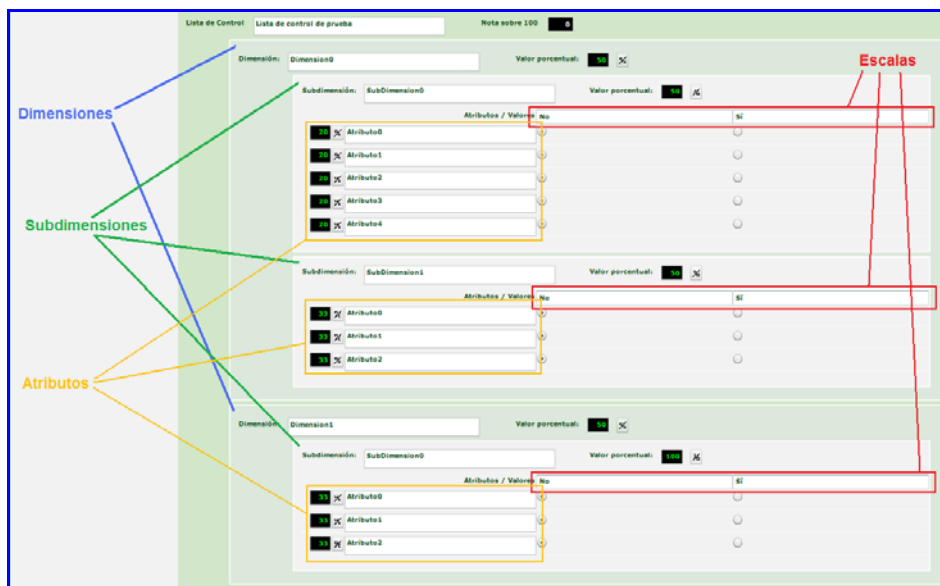 Lista de Control Lista de control de prueba Nota sobre 100 0
Dimensión: Dimension0 Valor porcentual: 50 %
Escalas
Subdimensión: SubDimension0 Valor porcentual: 50 %
Dimensiones
Atributos / Valores No Sí
20 % Atributo0
20 % Atributo1
20 % Atributo2
20 % Atributo3
20 % Atributo4
Subdimensiones
Subdimensión: SubDimension1 Valor porcentual: 50 %
Atributos / Valores No Sí
33 % Atributo0
33 % Atributo1
33 % Atributo2
Atributos
Dimensión: Dimension1 Valor porcentual: 50 %
Subdimensión: SubDimension0 Valor porcentual: 100 %
Atributos / Valores No Sí
33 % Atributo0
33 % Atributo1
33 % Atributo2